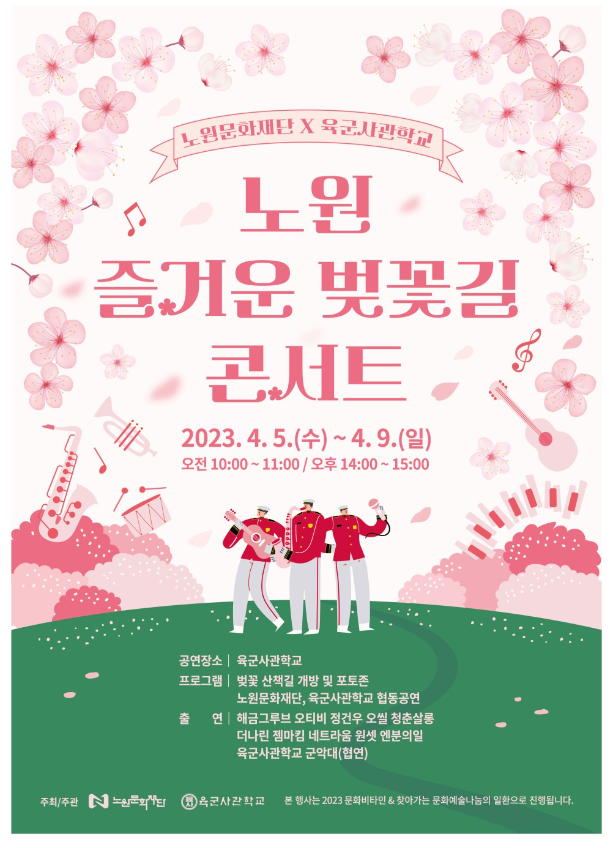 노원문화재단 X 육군사관학교
노원
즐거운 벚꽃길
콘서트
2023. 4. 5.(수) ~ 4. 9.(일)
오전 10:00 ~ 11:00 / 오후 14:00 ~ 15:00
공연장소 | 육군사관학교
프로그램 | 벚꽃 산책길 개방 및 포토존
노원문화재단, 육군사관학교 협동공연
출 연 | 해금그루브 오티비 정건우 오씰 청춘살롱
더나린 젬마킴 네트라움 원셋 엔분의일
육군사관학교 군악대(협연)
주최/주관 노원문화재단 육군사관학교 본 행사는 2023 문화비타민 & 찾아가는 문화예술나눔의 일환으로 진행됩니다.